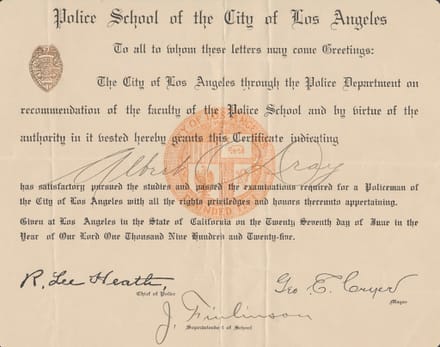 Police School of the City of Los Angeles
To all to whom these letters may come Greetings:
The City of Los Angeles through the Police Department on
recommendation of the faculty of the Police School and by virtue of the
authority in it vested hereby grants this Certificate indicating
Albert C. Gray
has satisfactory pursued the studies and passed the examinations required for a Policeman of
the City of Los Angeles with all the rights priviledges and honors thereunto appertaining.
Given at Los Angeles in the State of California on the Twenty Seventh day of June in the
Year of Our Lord One Thousand Nine Hundred and Twenty-five.
R. Lee Heath,
Chief of Police
Geo E. Cryer
Mayor
J. Finlinson
Superintendent of School